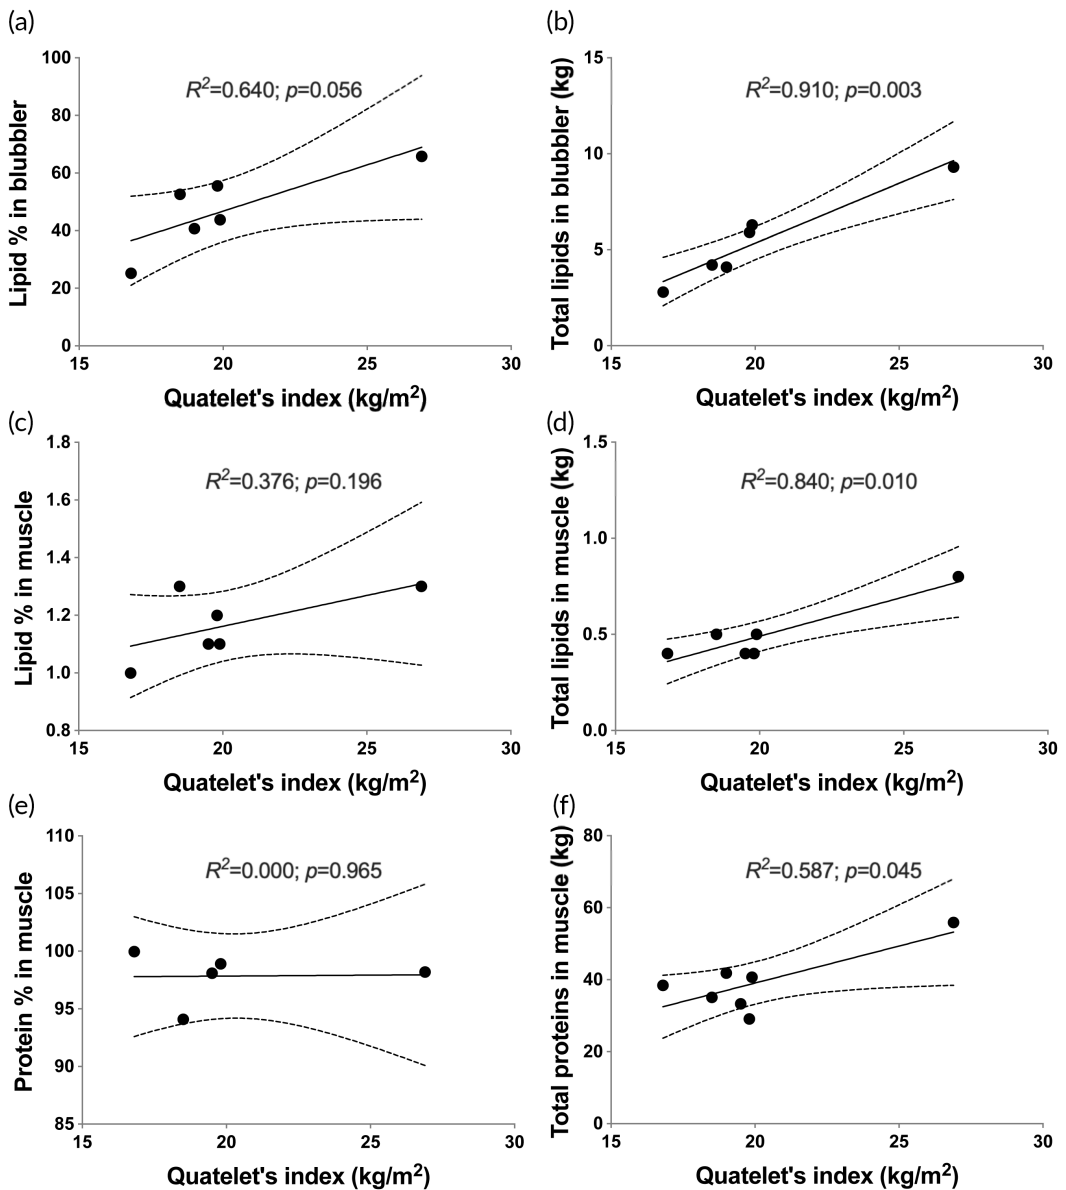 (a)
100
80
60
40
20
0
Lipid % in blubbler
R²=0.640; p=0.056
15 20 25 30
Quatelet's index (kg/m²)
(b)
15
10
5
0
Total lipids in blubbler (kg)
R²=0.910; p=0.003
15 20 25 30
Quatelet's index (kg/m²)
(c)
1.8
1.6
1.4
1.2
1.0
0.8
Lipid % in muscle
R²=0.376; p=0.196
15 20 25 30
Quatelet's index (kg/m²)
(d)
1.5
1.0
0.5
0.0
Total lipids in muscle (kg)
R²=0.840; p=0.010
15 20 25 30
Quatelet's index (kg/m²)
(e)
110
105
100
95
90
85
Protein % in muscle
R²=0.000; p=0.965
15 20 25 30
Quatelet's index (kg/m²)
(f)
80
60
40
20
0
Total proteins in muscle (kg)
R²=0.587; p=0.045
15 20 25 30
Quatelet's index (kg/m²)